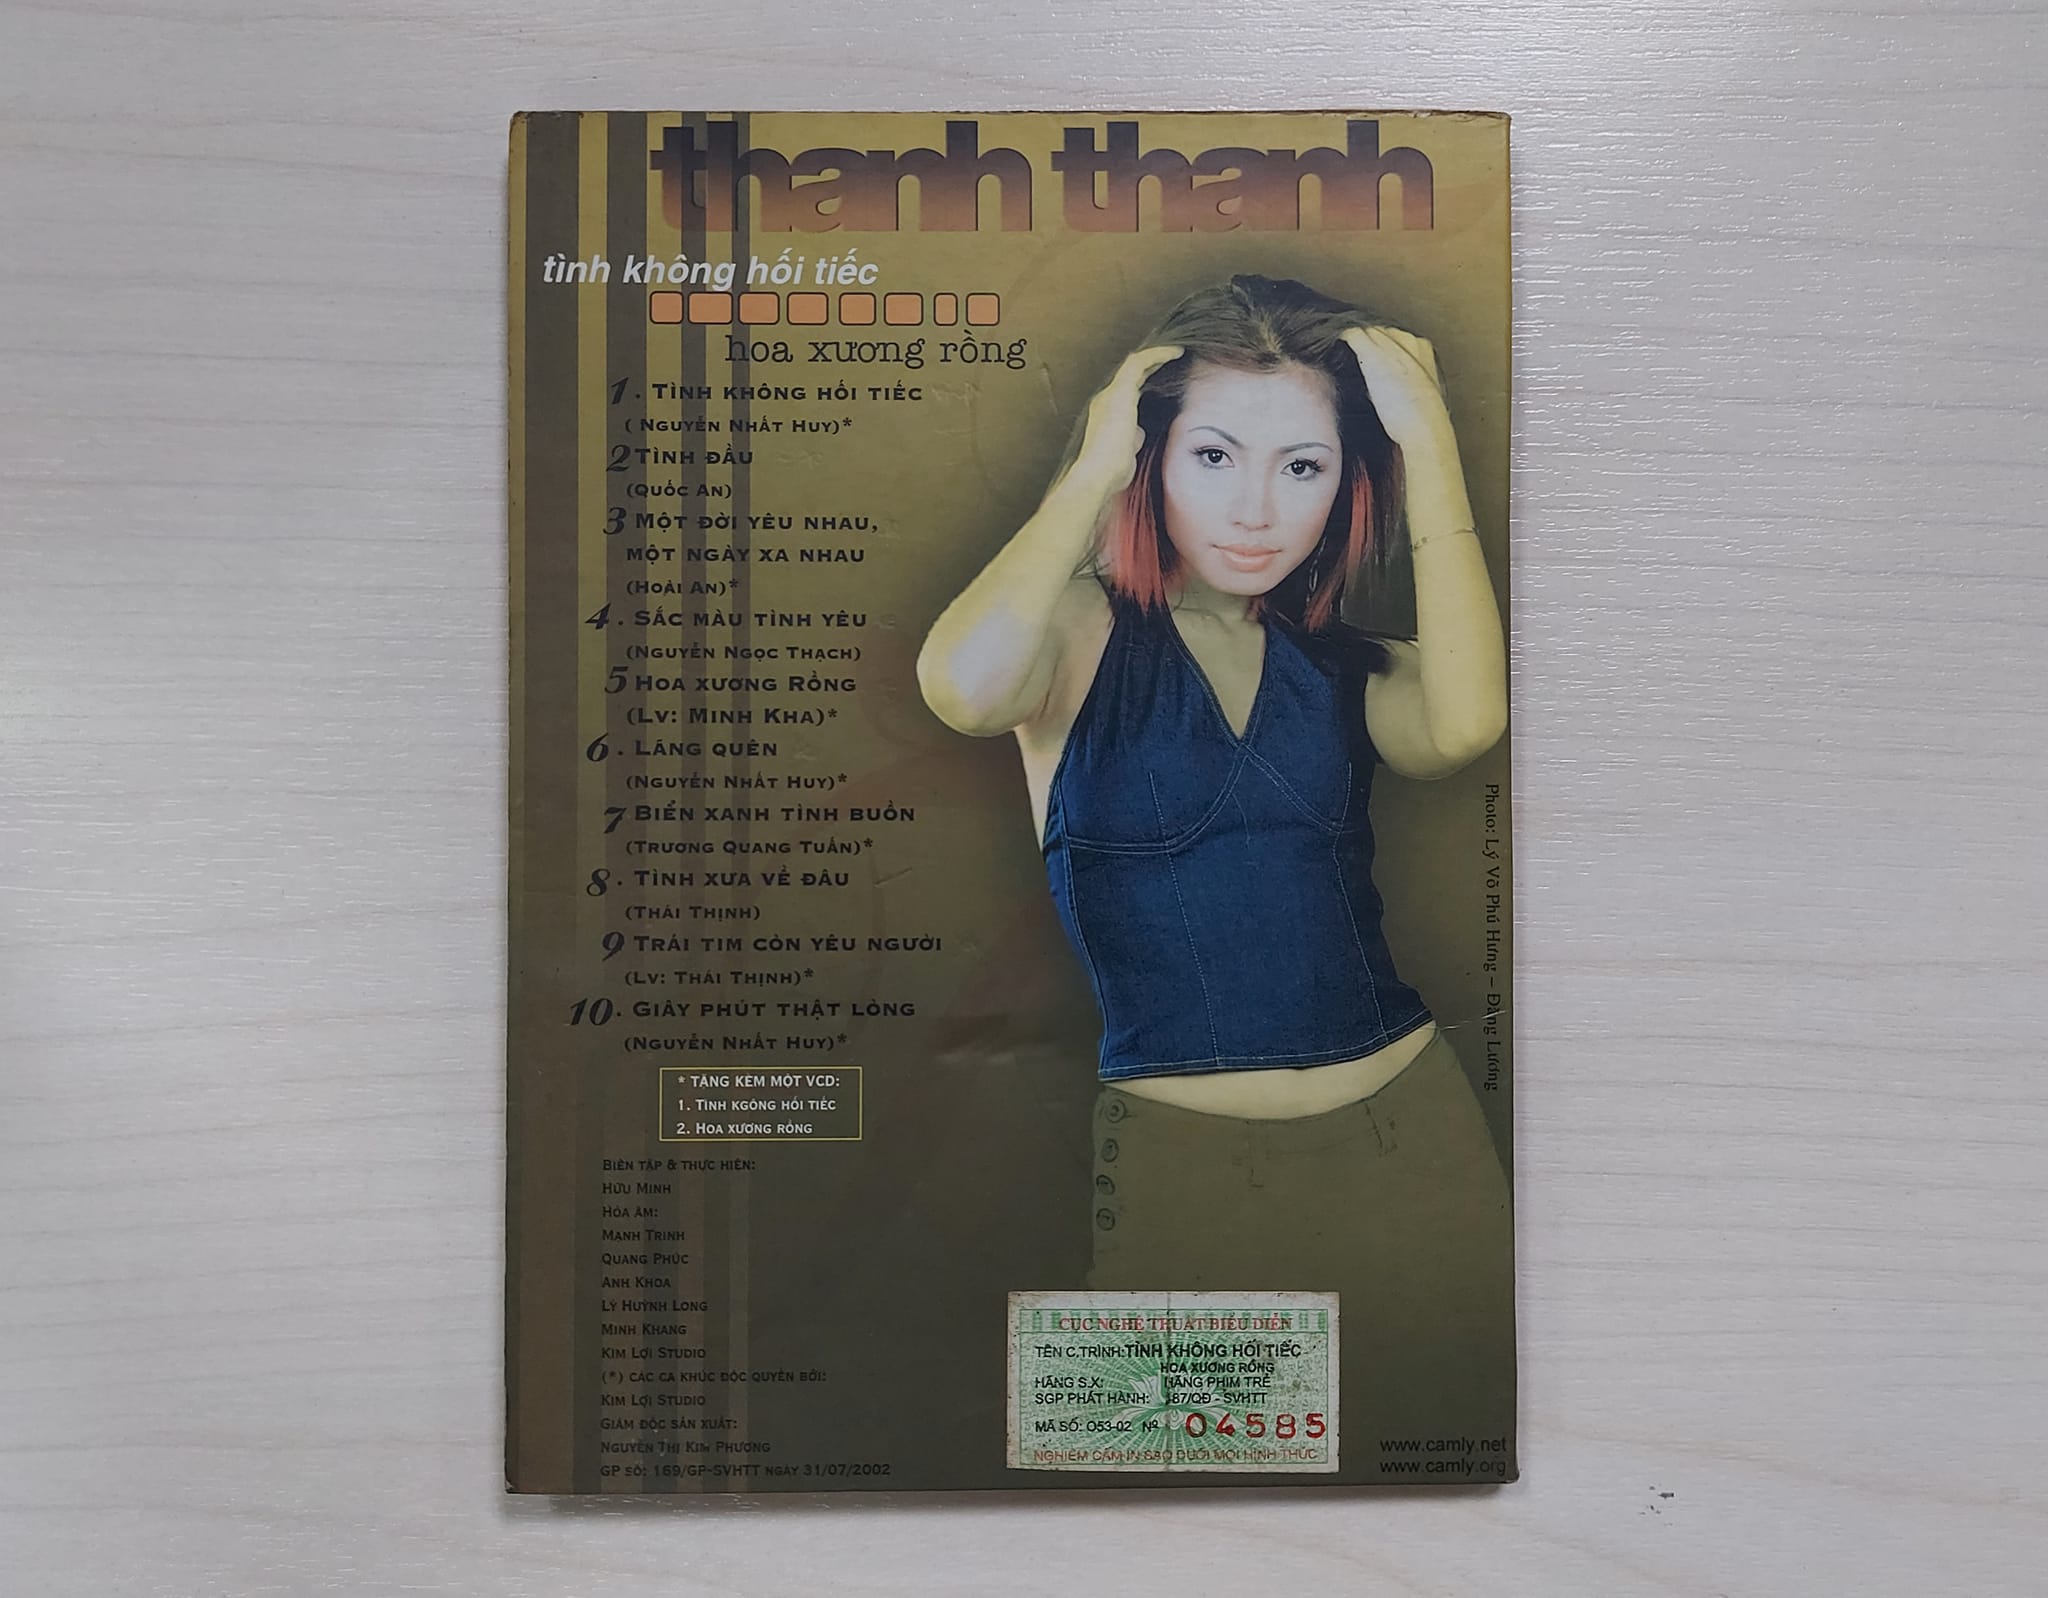 thanh thanh
tình không hối tiếc
hoa xương rồng
1. TÌNH KHÔNG HỐI TIẾC
( NGUYỄN NHẤT HUY)*
2 TÌNH ĐẦU
(QUỐC AN)
3 MỘT ĐỜI YÊU NHAU,
MỘT NGÀY XA NHAU
(HOÀI AN)*
4. SẮC MÀU TÌNH YÊU
(NGUYỄN NGỌC THẠCH)
5 HOA XƯƠNG RỒNG
(LV: MINH KHA)*
6. LÃNG QUÊN
(NGUYỄN NHẤT HUY)*
7 BIỂN XANH TÌNH BUỒN
(TRƯƠNG QUANG TUẤN)*
8. TÌNH XƯA VỀ ĐÂU
(THÁI THỊNH)
9 TRÁI TIM CÒN YÊU NGƯỜI
(LV: THÁI THỊNH)*
10. GIÂY PHÚT THẬT LÒNG
(NGUYỄN NHẤT HUY)*
* TẶNG KÈM MỘT VCD:
1. TÌNH KGÔNG HỐI TIẾC
2. HOA XƯƠNG RỒNG
BIÊN TẬP & THỰC HIỆN:
HỮU MINH
HÒA ÂM:
MẠNH TRINH
QUANG PHÚC
ANH KHOA
LÝ HUỲNH LONG
MINH KHANG
KIM LỢI STUDIO
(*) CÁC CA KHÚC ĐỘC QUYỀN BỞI:
KIM LỢI STUDIO
GIÁM ĐỐC SẢN XUẤT:
NGUYỄN THỊ KIM PHƯƠNG
GP SỐ: 169/GP-SVHTT NGÀY 31/07/2002
Photo: Lý Võ Phú Hưng – Đăng Lương
CỤC NGHỆ THUẬT BIỂU DIỄN
TÊN C.TRÌNH:TÌNH KHÔNG HỐI TIẾC
HOA XƯƠNG RỒNG
HÃNG S.X: HÃNG PHIM TRẺ
SGP PHÁT HÀNH: 187/QĐ - SVHTT
MÃ SỐ: O53-02 Nº 04585
NGHIÊM CẤM IN SAO DƯỚI MỌI HÌNH THỨC
www.camly.net
www.camly.org